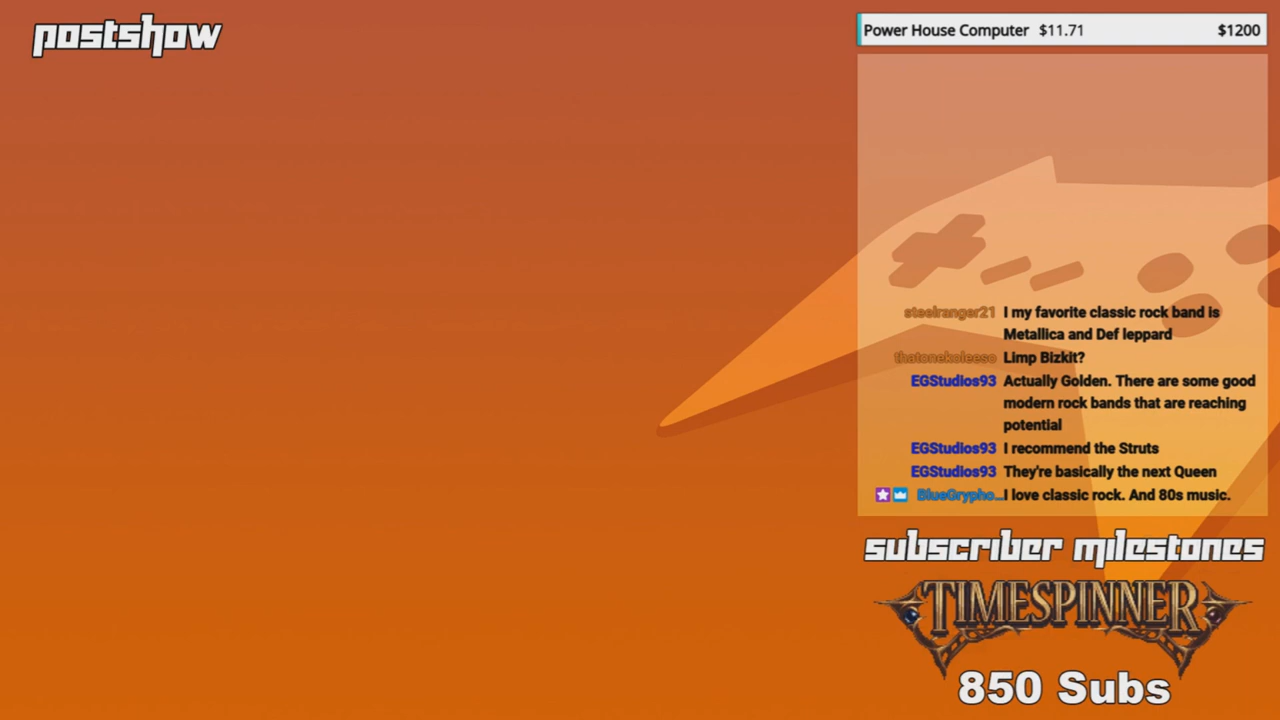 postshow
Power House Computer $11.71 $1200
steelranger21 I my favorite classic rock band is
Metallica and Def leppard
thatonekoleeso Limp Bizkit?
EGStudios93 Actually Golden. There are some good
modern rock bands that are reaching
potential
EGStudios93 I recommend the Struts
EGStudios93 They're basically the next Queen
BlueGrypho... I love classic rock. And 80s music.
subscriber milestones
TIMESPINNER
850 Subs